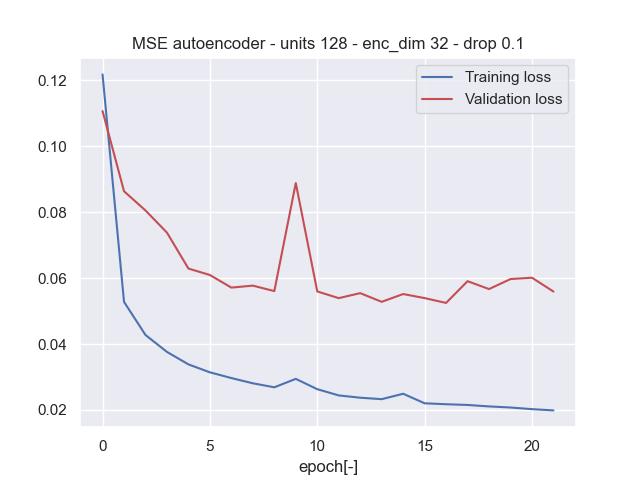 MSE autoencoder - units 128 - enc_dim 32 - drop 0.1
Training loss
Validation loss
0.12
0.10
0.08
0.06
0.04
0.02
0 5 10 15 20
epoch[-]